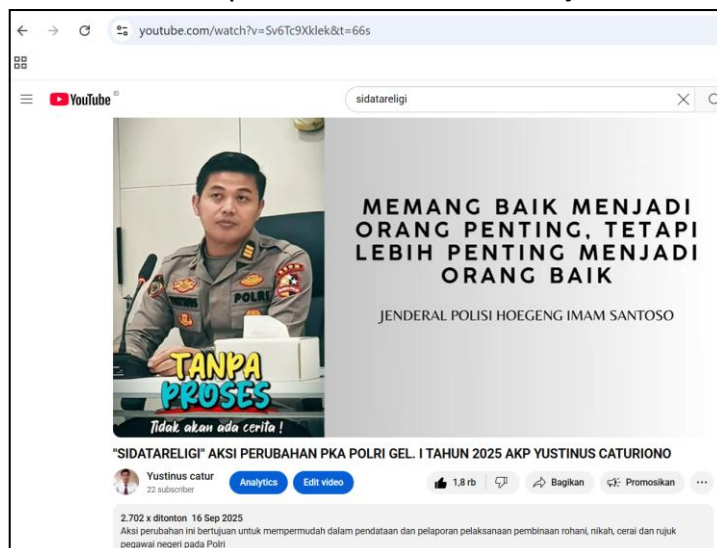 youtube.com/watch?v=Sv6Tc9Xklek&t=66s
YouTube ID
sidatareligi
MEMANG BAIK MENJADI
ORANG PENTING, TETAPI
LEBIH PENTING MENJADI
ORANG BAIK
JENDERAL POLISI HOEGENG IMAM SANTOSO
POLRI
TANPA
PROSES
Tidak akan ada cerita !
"SIDATARELIGI" AKSI PERUBAHAN PKA POLRI GEL. I TAHUN 2025 AKP YUSTINUS CATURIONO
Yustinus catur
22 subscriber
Analytics
Edit video
1,8 rb
Bagikan
Promosikan
2.702 x ditonton 16 Sep 2025
Aksi perubahan ini bertujuan untuk mempermudah dalam pendataan dan pelaporan pelaksanaan pembinaan rohani, nikah, cerai dan rujuk
pegawai negeri pada Polri